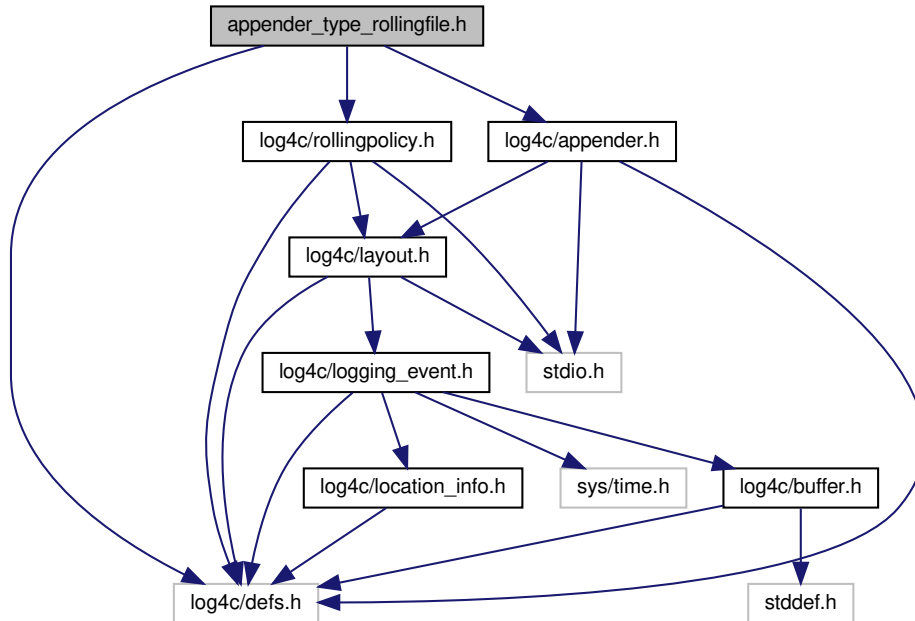 appender_type_rollingfile.h
log4c/rollingpolicy.h
log4c/appender.h
log4c/layout.h
log4c/logging_event.h
stdio.h
log4c/location_info.h
sys/time.h
log4c/buffer.h
log4c/defs.h
stddef.h